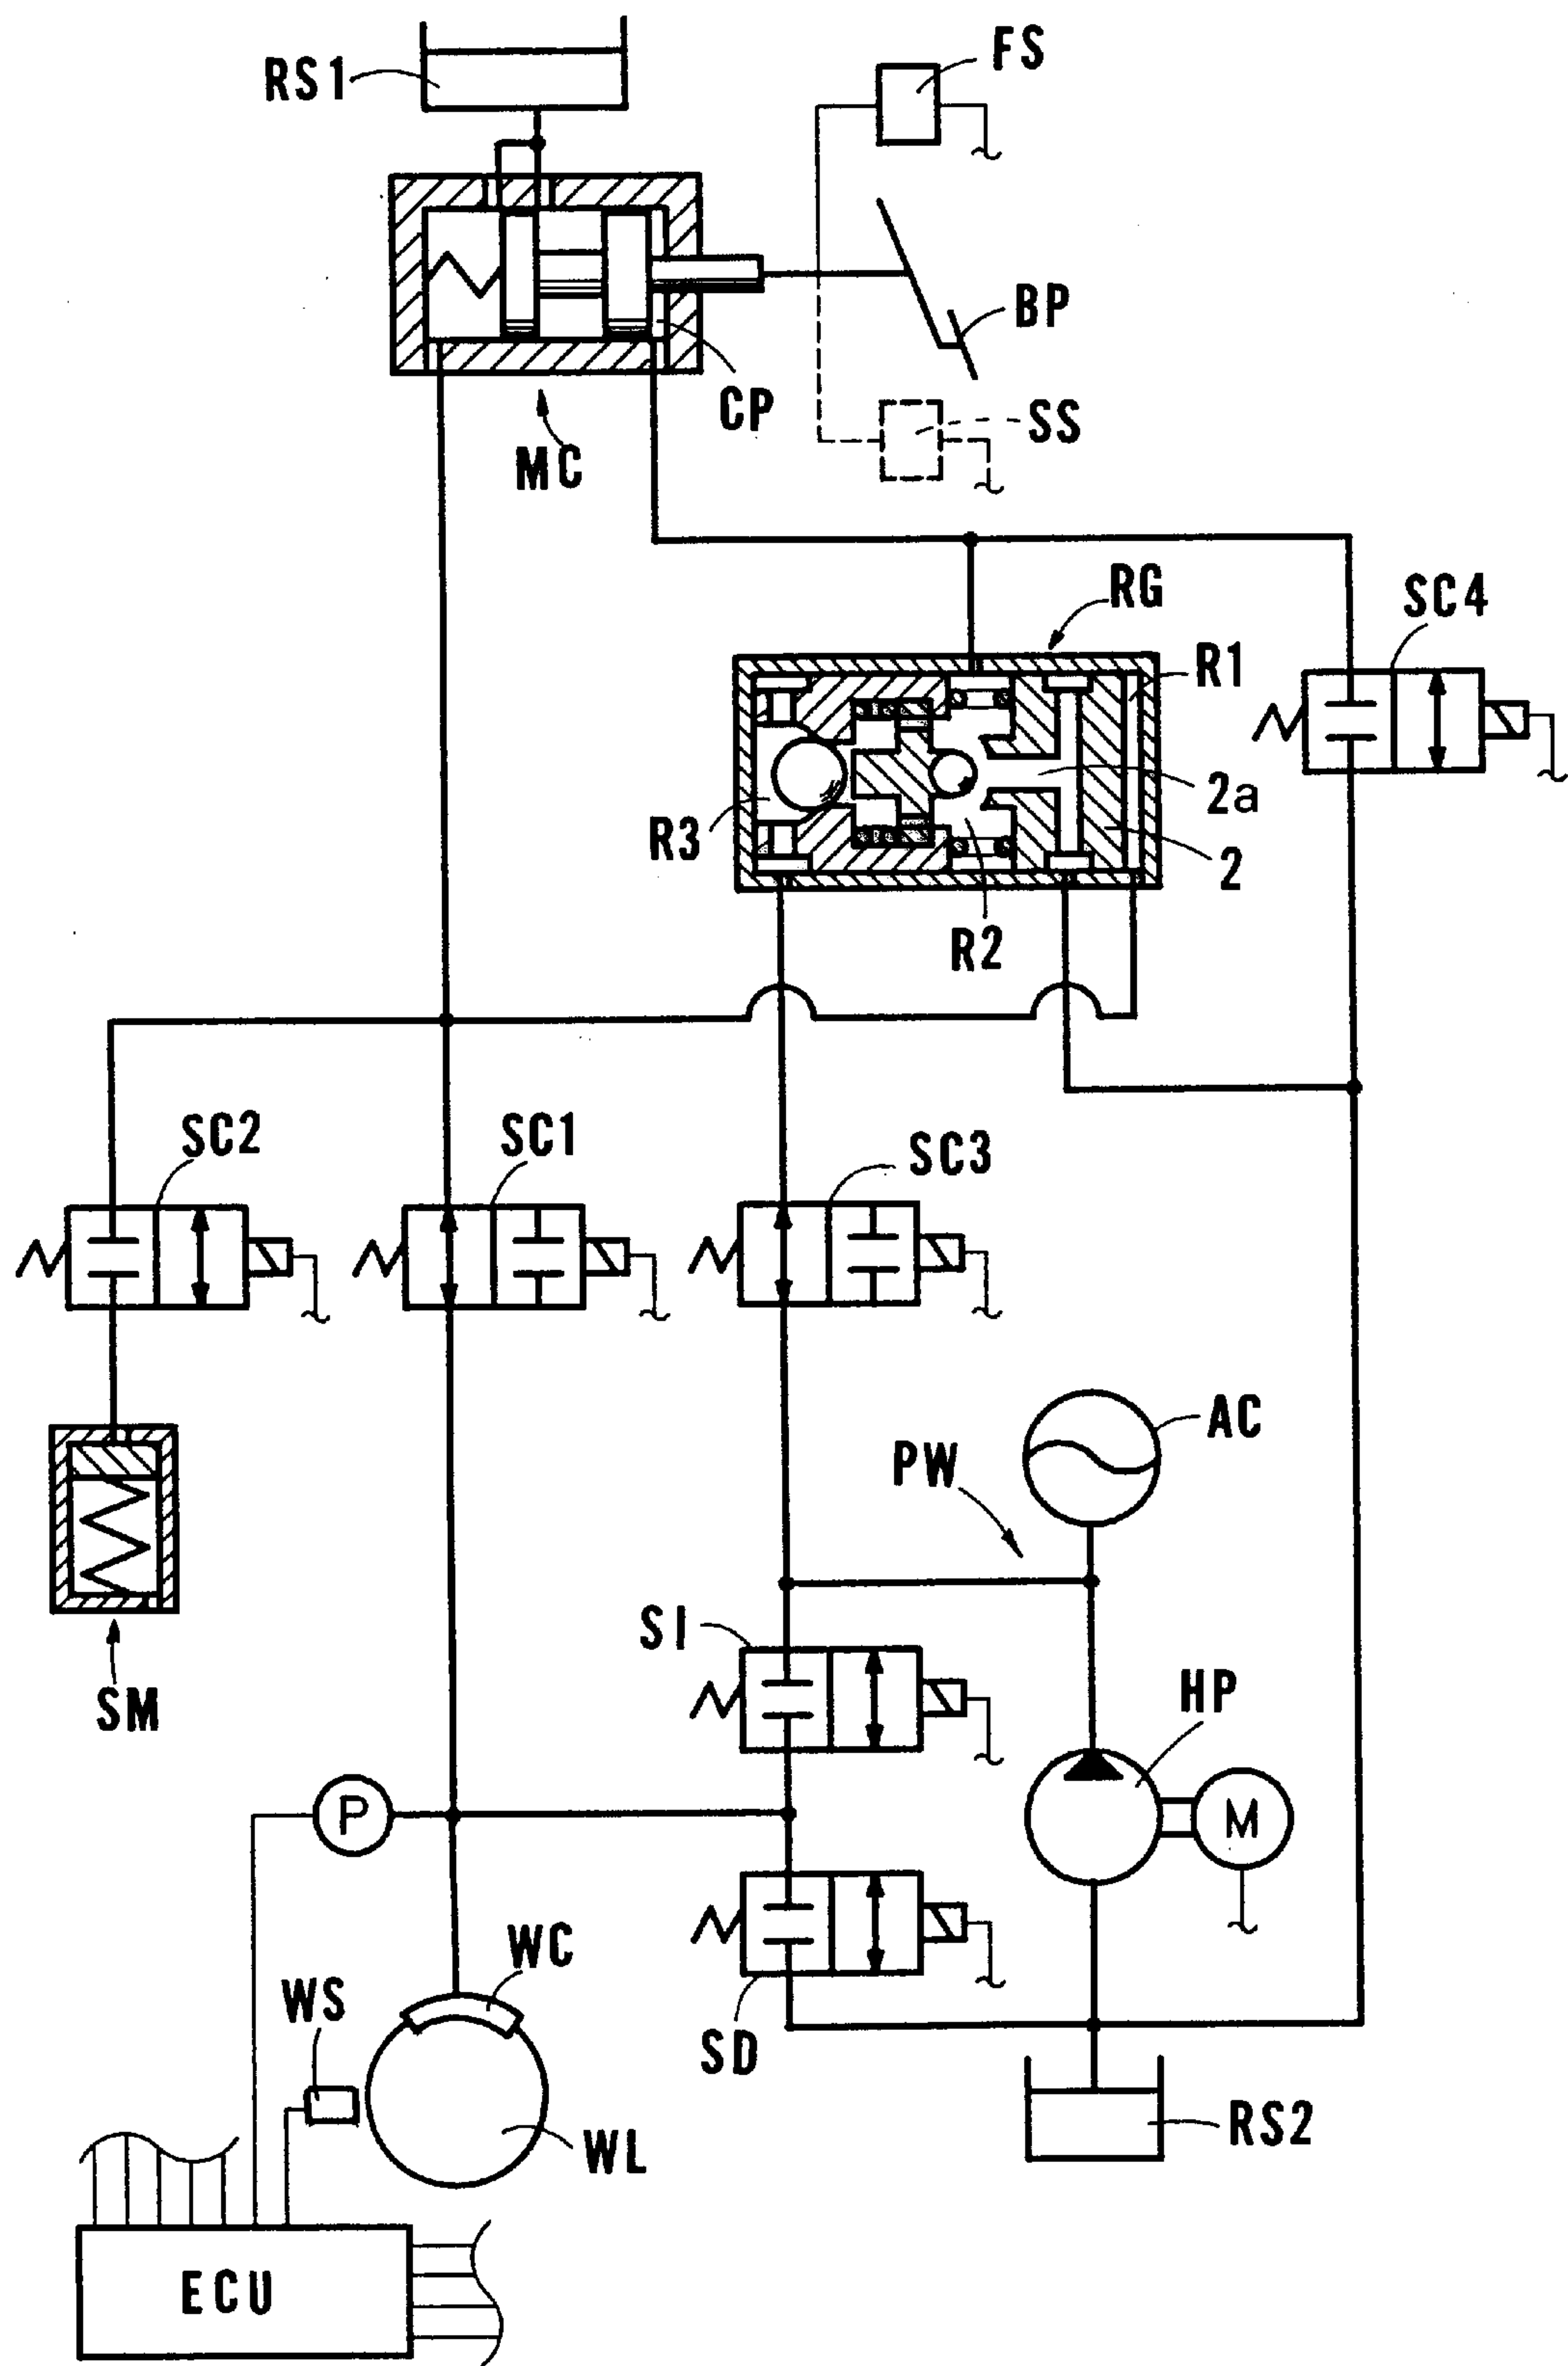 RS1
FS
BP
CP
SS
MC
RG
SC4
R1
2a
R3
2
R2
SC2
SC1
SC3
AC
PW
SI
SM
HP
P
M
WC
WS
SD
RS2
WL
ECU